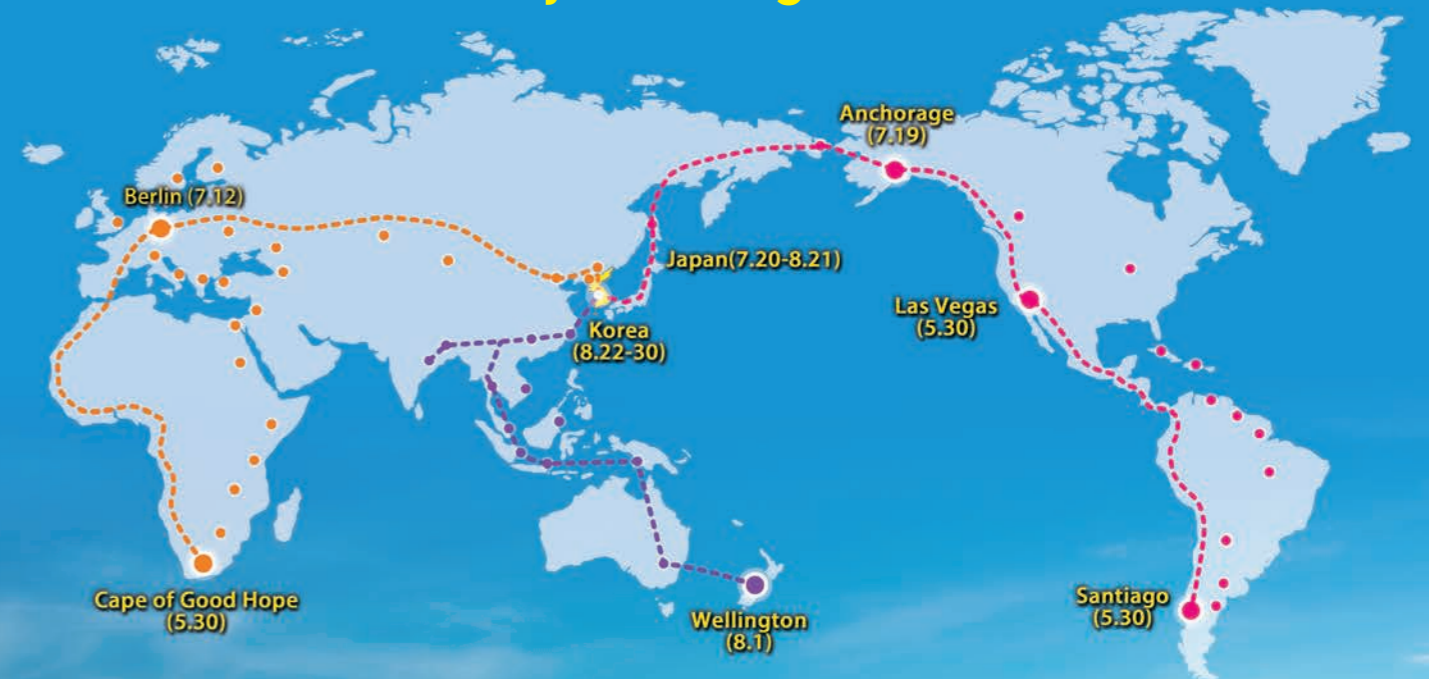 Anchorage
(7.19)
Berlin (7.12)
Japan(7.20-8.21)
Las Vegas
(5.30)
Korea
(8.22-30)
Cape of Good Hope
(5.30)
Wellington
(8.1)
Santiago
(5.30)